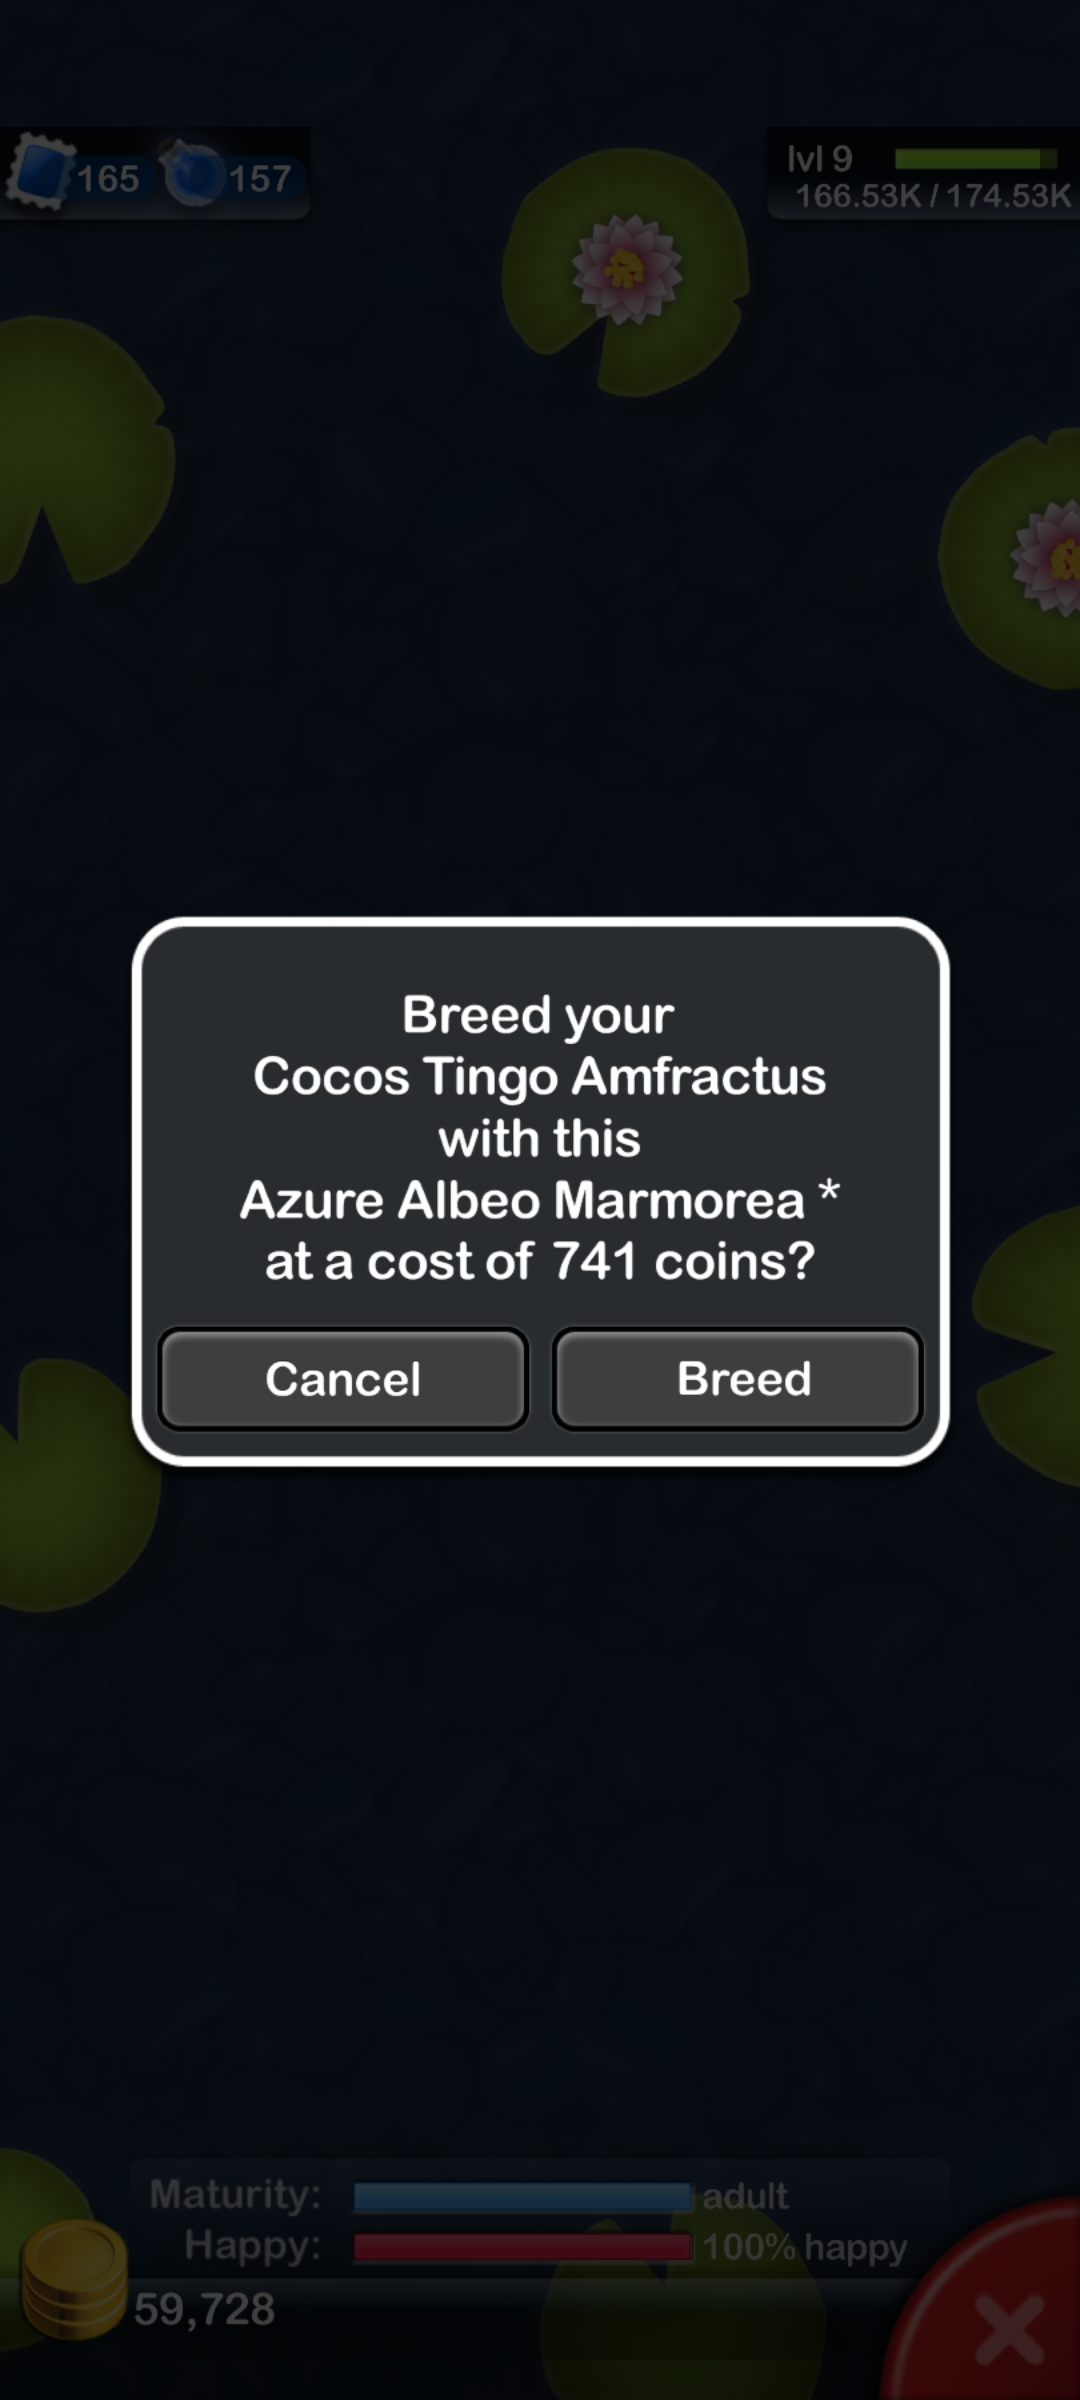 165 157
lvl 9
166.53K / 174.53K
Breed your
Cocos Tingo Amfractus
with this
Azure Albeo Marmorea *
at a cost of 741 coins?
Cancel Breed
Maturity: adult
Happy: 100% happy
59,728